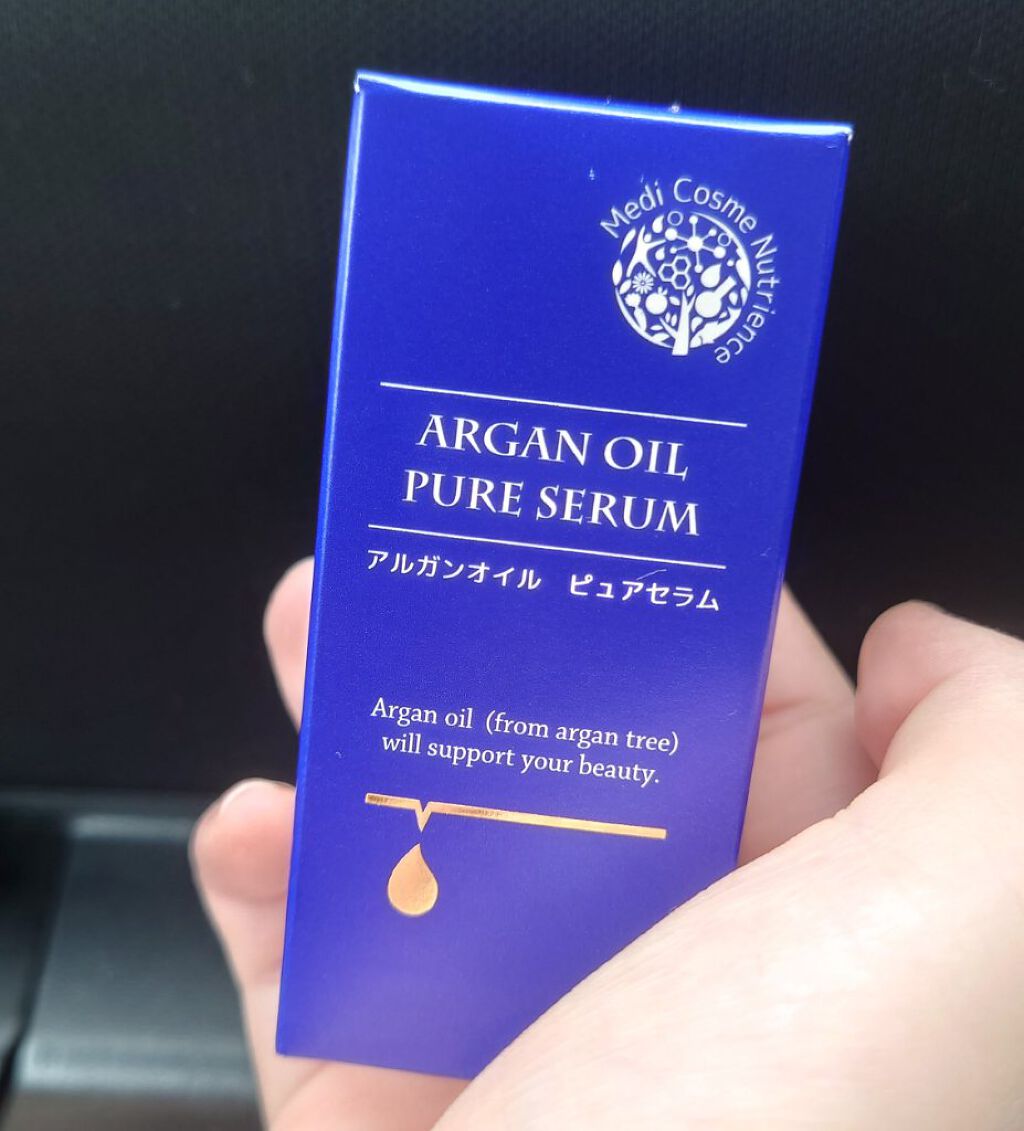 Medi Cosme Nutrience
ARGAN OIL
PURE SERUM
アルガンオイル　ピュアセラム
Argan oil (from argan tree)
will support your beauty.